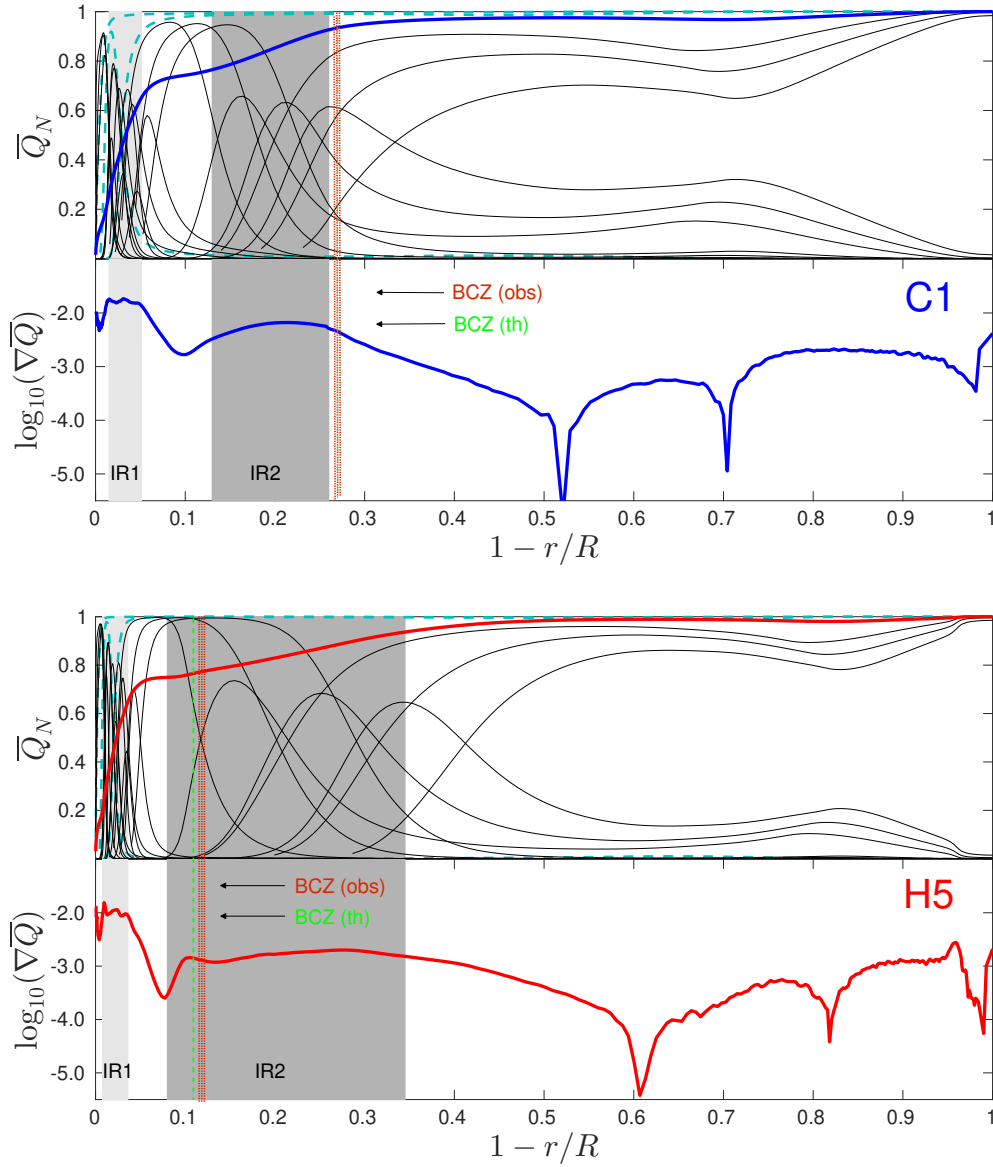 1
0.8
0.6
0.4
0.2
Q̅_N
BCZ (obs)
BCZ (th)
C1
-2.0
-3.0
-4.0
-5.0
log₁₀(∇Q̅)
IR1 IR2
0 0.1 0.2 0.3 0.4 0.5 0.6 0.7 0.8 0.9 1
1 − r/R
1
0.8
0.6
0.4
0.2
Q̅_N
BCZ (obs)
BCZ (th)
H5
-2.0
-3.0
-4.0
-5.0
log₁₀(∇Q̅)
IR1 IR2
0 0.1 0.2 0.3 0.4 0.5 0.6 0.7 0.8 0.9 1
1 − r/R